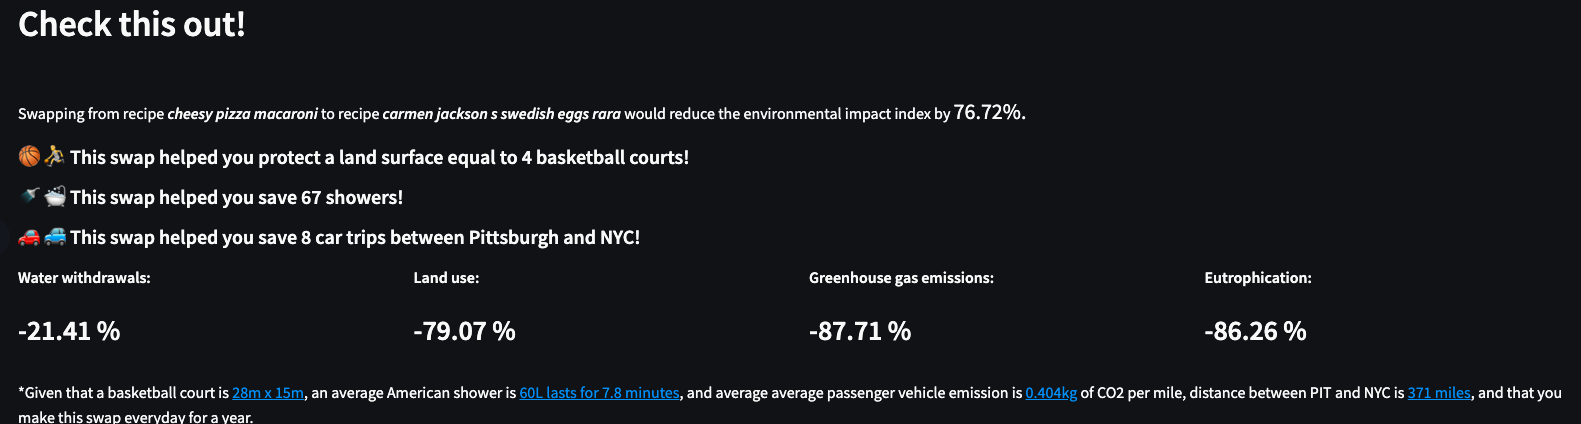 Check this out!
Swapping from recipe cheesy pizza macaroni to recipe carmen jackson s swedish eggs rara would reduce the environmental impact index by 76.72%.
This swap helped you protect a land surface equal to 4 basketball courts!
This swap helped you save 67 showers!
This swap helped you save 8 car trips between Pittsburgh and NYC!
Water withdrawals: Land use: Greenhouse gas emissions: Eutrophication:
-21.41 % -79.07 % -87.71 % -86.26 %
*Given that a basketball court is 28m x 15m, an average American shower is 60L lasts for 7.8 minutes, and average average passenger vehicle emission is 0.404kg of CO2 per mile, distance between PIT and NYC is 371 miles, and that you
make this swap everyday for a year.